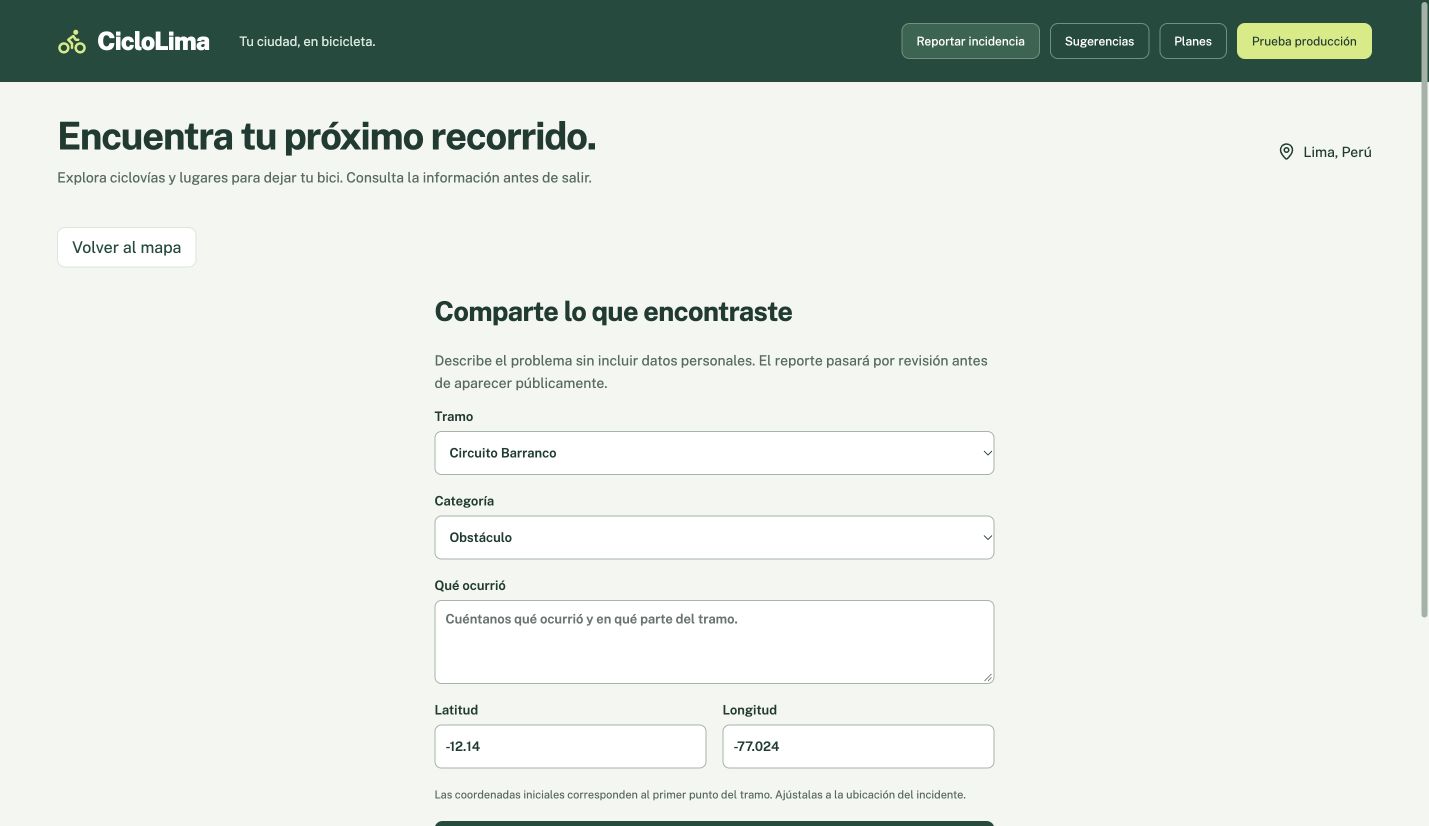 CicloLima
Tu ciudad, en bicicleta.
Reportar incidencia
Sugerencias
Planes
Prueba producción
Encuentra tu próximo recorrido.
Explora ciclovías y lugares para dejar tu bici. Consulta la información antes de salir.
Lima, Perú
Volver al mapa
Comparte lo que encontraste
Describe el problema sin incluir datos personales. El reporte pasará por revisión antes
de aparecer públicamente.
Tramo
Circuito Barranco
Categoría
Obstáculo
Qué ocurrió
Cuéntanos qué ocurrió y en qué parte del tramo.
Latitud
Longitud
-12.14
-77.024
Las coordenadas iniciales corresponden al primer punto del tramo. Ajústalas a la ubicación del incidente.